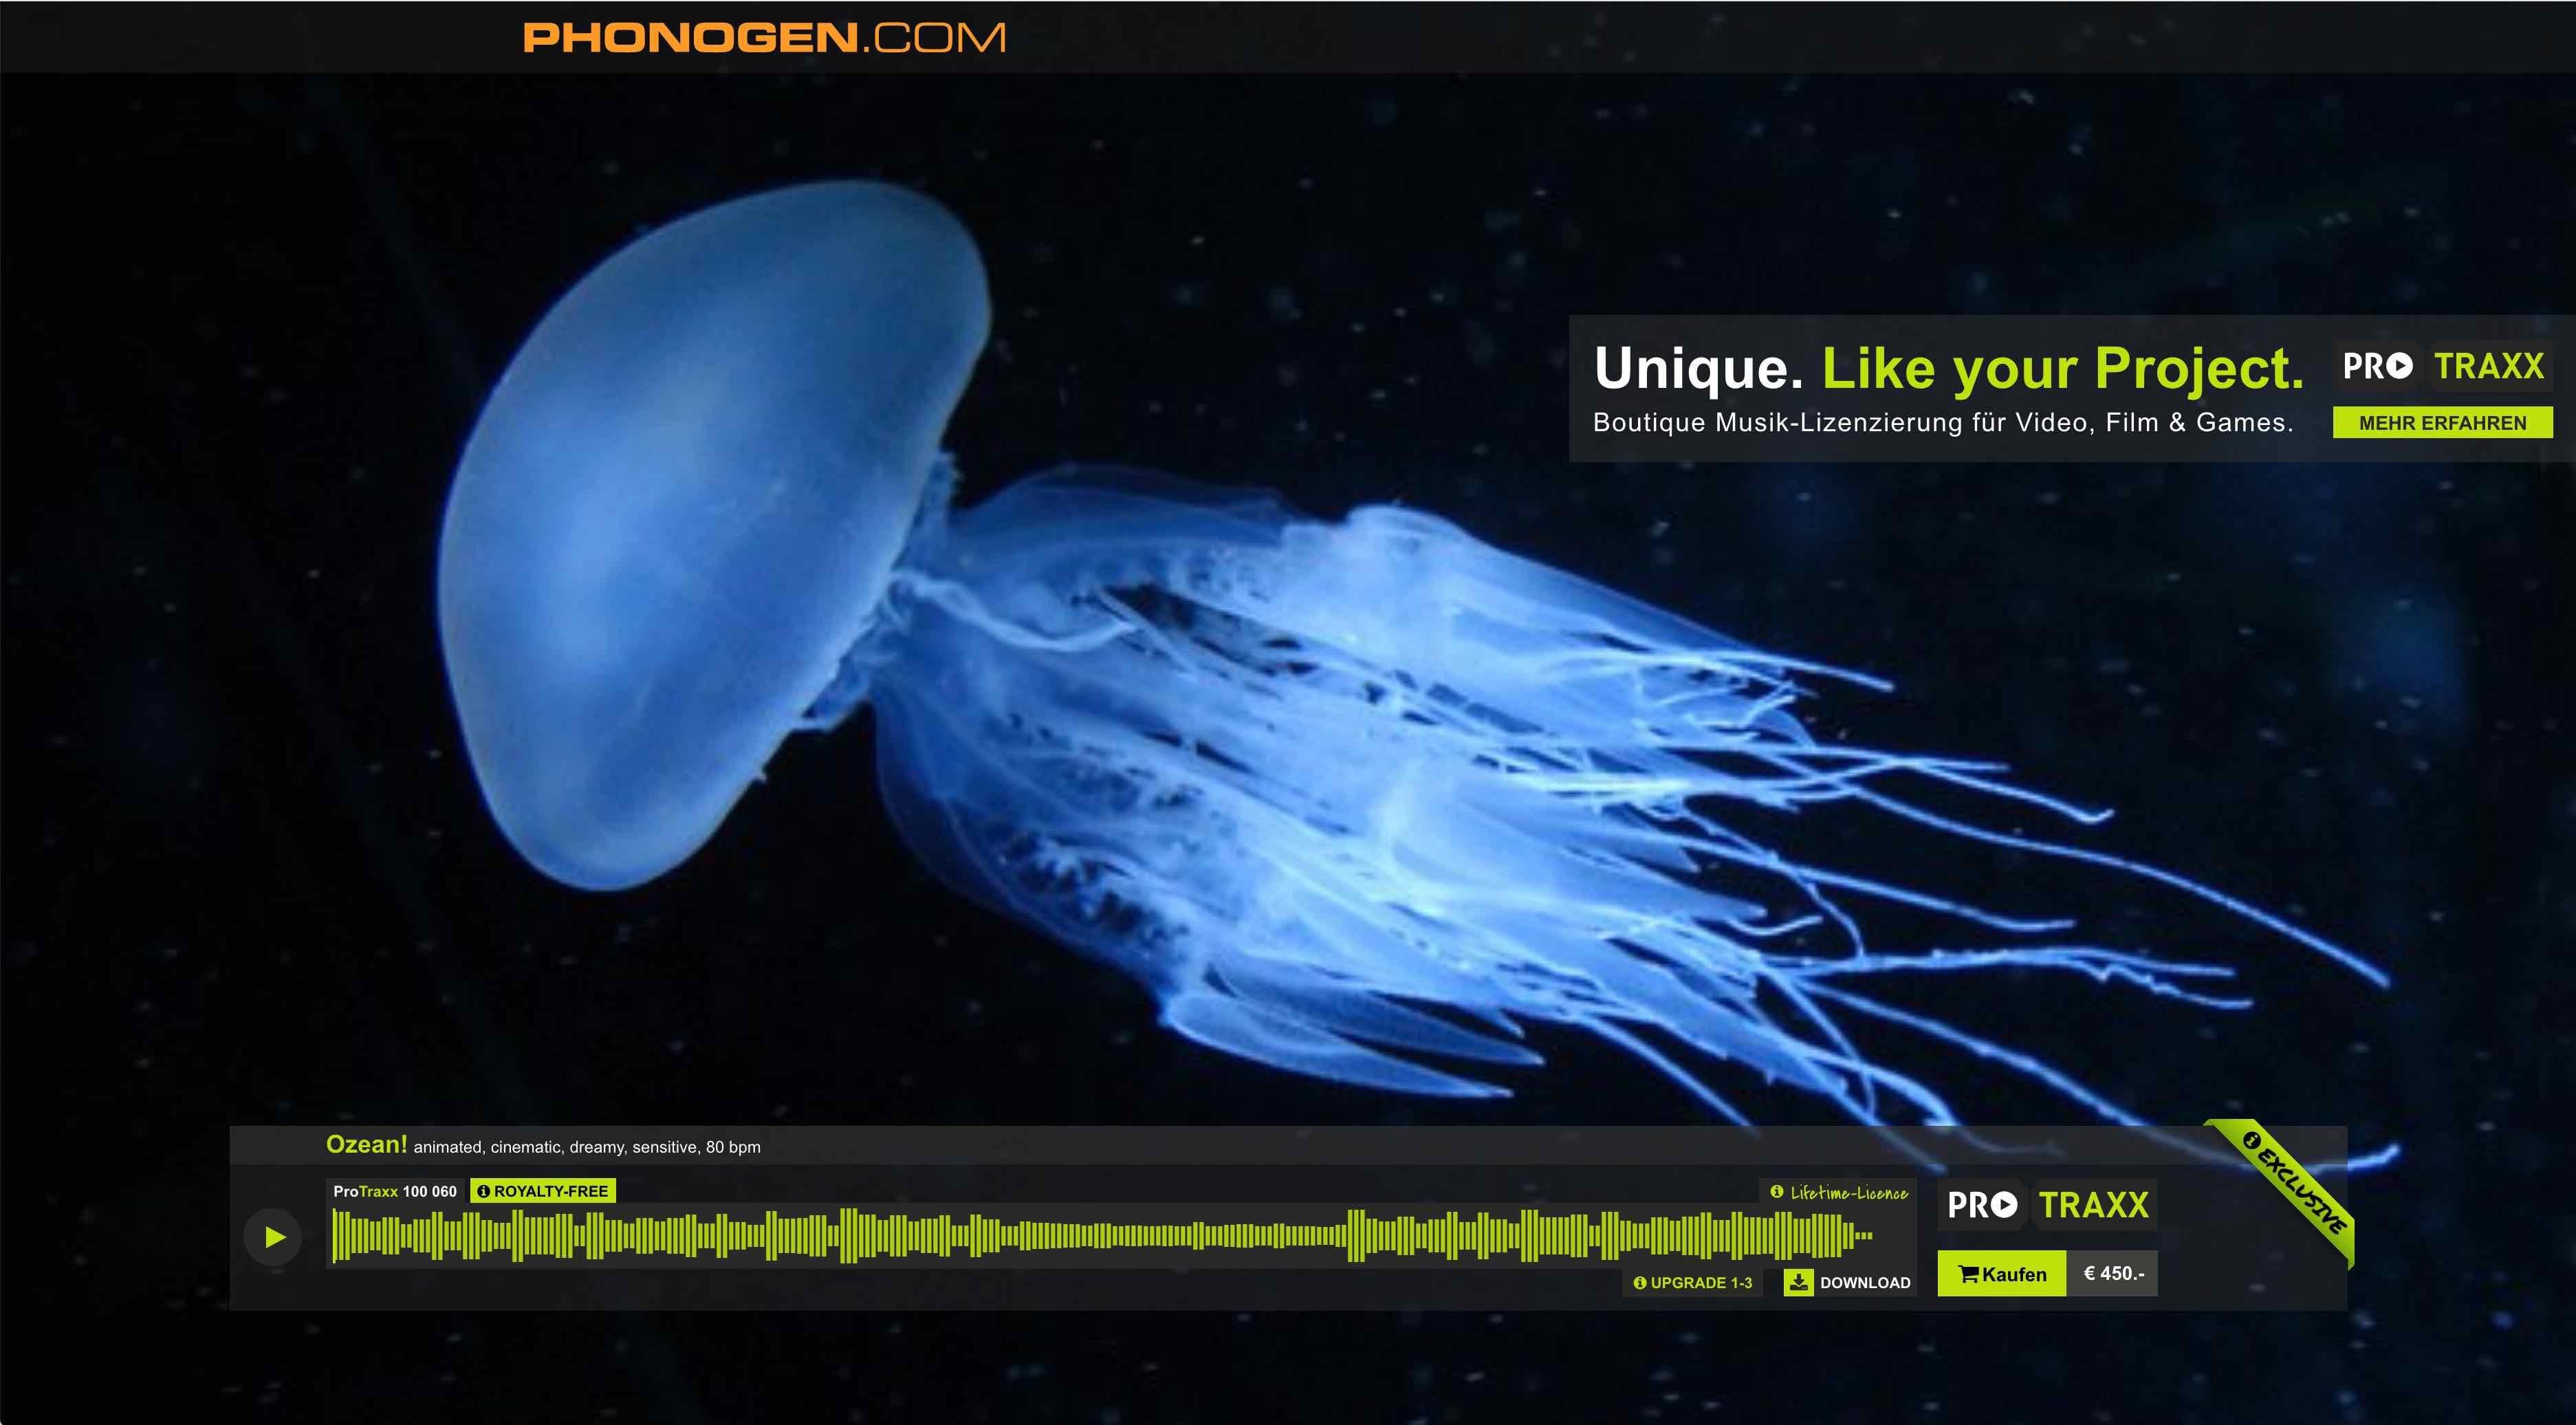 PHONOGEN.COM
Unique. Like your Project.
PRO TRAXX
Boutique Musik-Lizenzierung für Video, Film & Games.
MEHR ERFAHREN
Ozean! animated, cinematic, dreamy, sensitive, 80 bpm
EXCLUSIVE
ProTraxx 100 060
ROYALTY-FREE
Lifetime-Licence
PRO TRAXX
UPGRADE 1-3
DOWNLOAD
Kaufen
€ 450.-